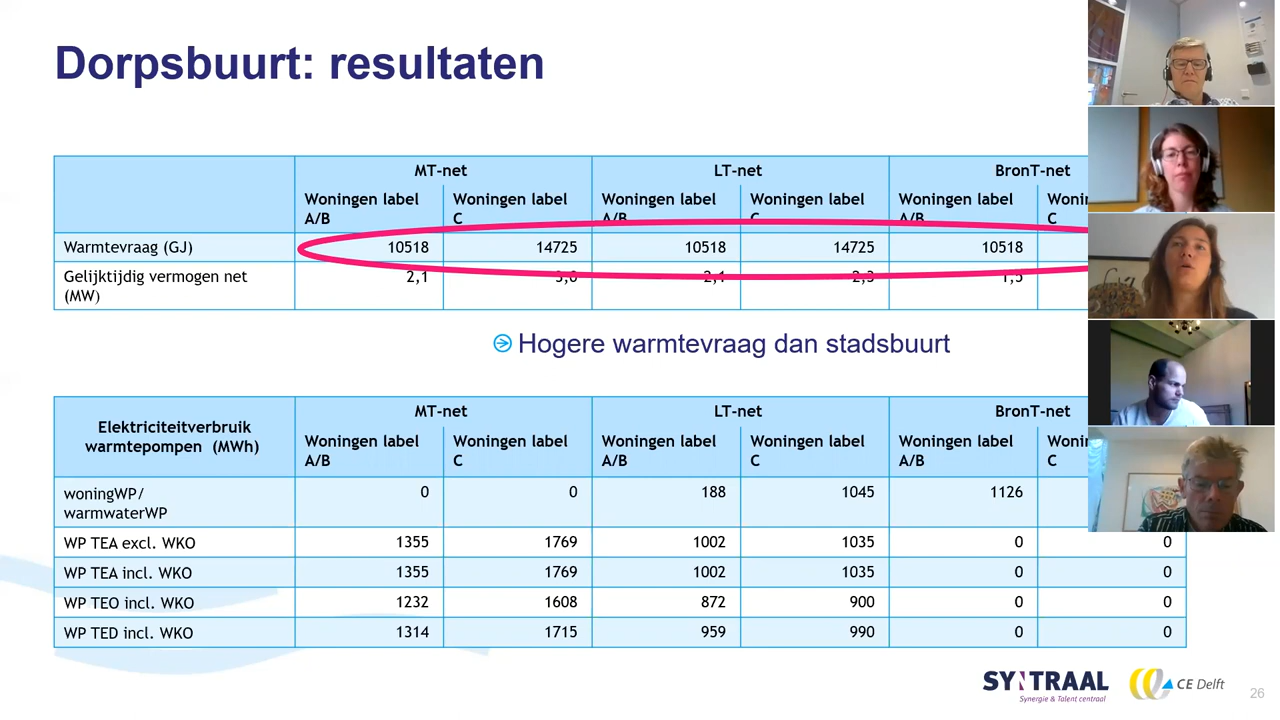 Dorpsbuurt: resultaten
MT-net LT-net BronT-net
Woningen label A/B Woningen label C Woningen label A/B Woningen label C Woningen label A/B C
Warmtevraag (GJ) 10518 14725 10518 14725 10518
Gelijktijdig vermogen net (MW) 2,1 3,0 2,1 2,3 1,5
Hogere warmtevraag dan stadsbuurt
Elektriciteitverbruik warmtepompen (MWh) MT-net LT-net BronT-net
Woningen label A/B Woningen label C Woningen label A/B Woningen label C Woningen label A/B C
woningWP/ warmwaterWP 0 0 188 1045 1126
WP TEA excl. WKO 1355 1769 1002 1035 0 0
WP TEA incl. WKO 1355 1769 1002 1035 0 0
WP TEO incl. WKO 1232 1608 872 900 0 0
WP TED incl. WKO 1314 1715 959 990 0 0
SYNTRAAL
Synergie & Talent centraal
CE Delft
26